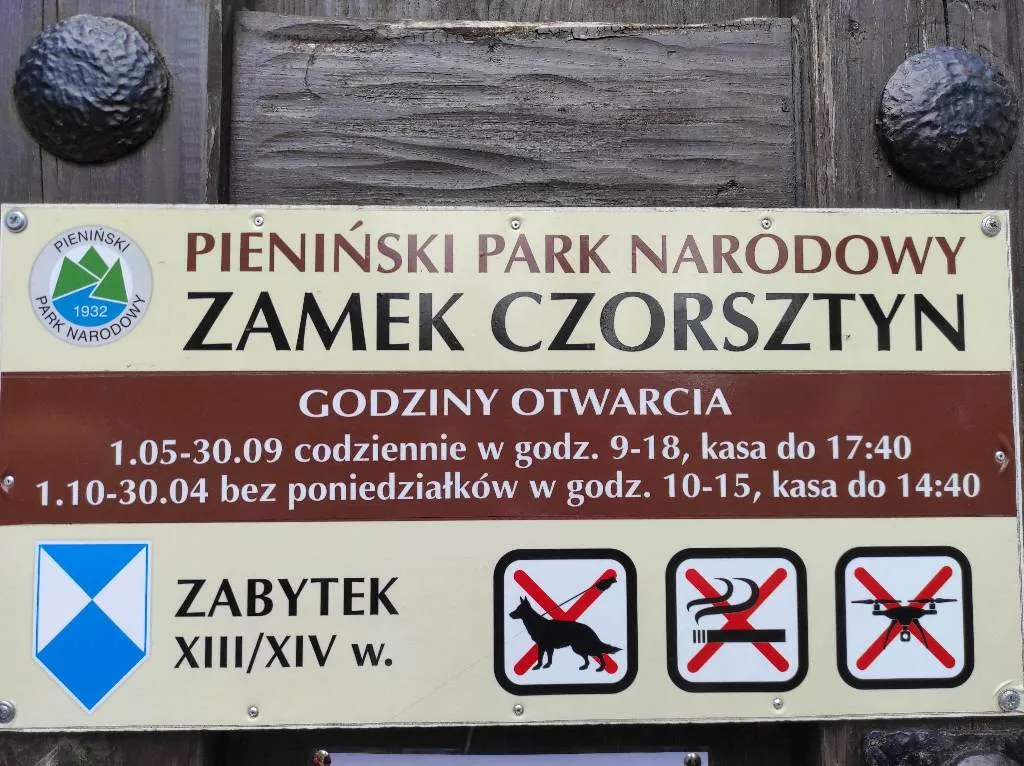 PIENIŃSKI
PARK NARODOWY
1932
PIENIŃSKI PARK NARODOWY
ZAMEK CZORSZTYN
GODZINY OTWARCIA
1.05-30.09 codziennie w godz. 9-18, kasa do 17:40
1.10-30.04 bez poniedziałków w godz. 10-15, kasa do 14:40
ZABYTEK
XIII/XIV w.